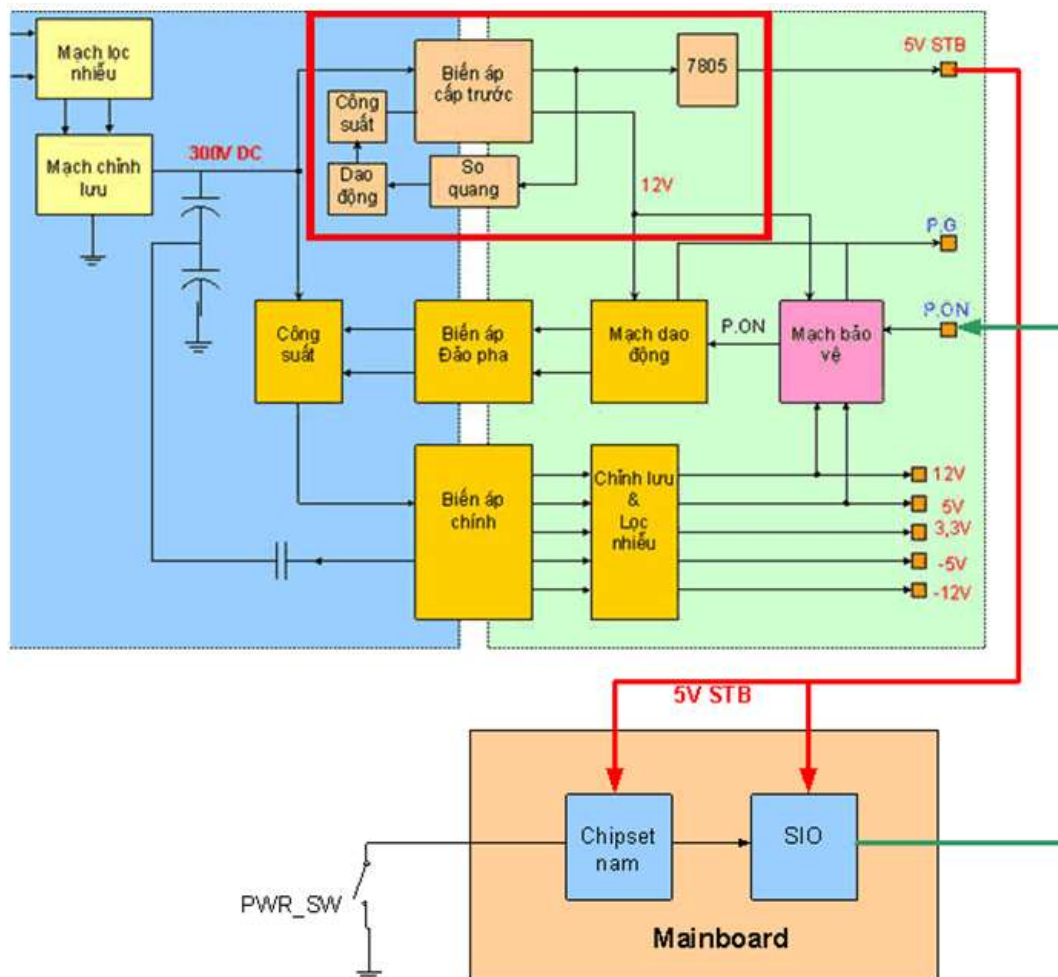 Mạch lọc
nhiễu
Mạch chỉnh
lưu
300V DC
Công
suất
Dao
động
Biến áp
cấp trước
So
quang
7805
12V
5V STB
P.G
P.ON
Công
suất
Biến áp
Đảo pha
Mạch dao
động
P.ON
Mạch bảo
vệ
Biến áp
chính
Chỉnh lưu
&
Lọc
nhiễu
12V
5V
3,3V
-5V
-12V
5V STB
Chipset
nam
SIO
PWR_SW
Mainboard